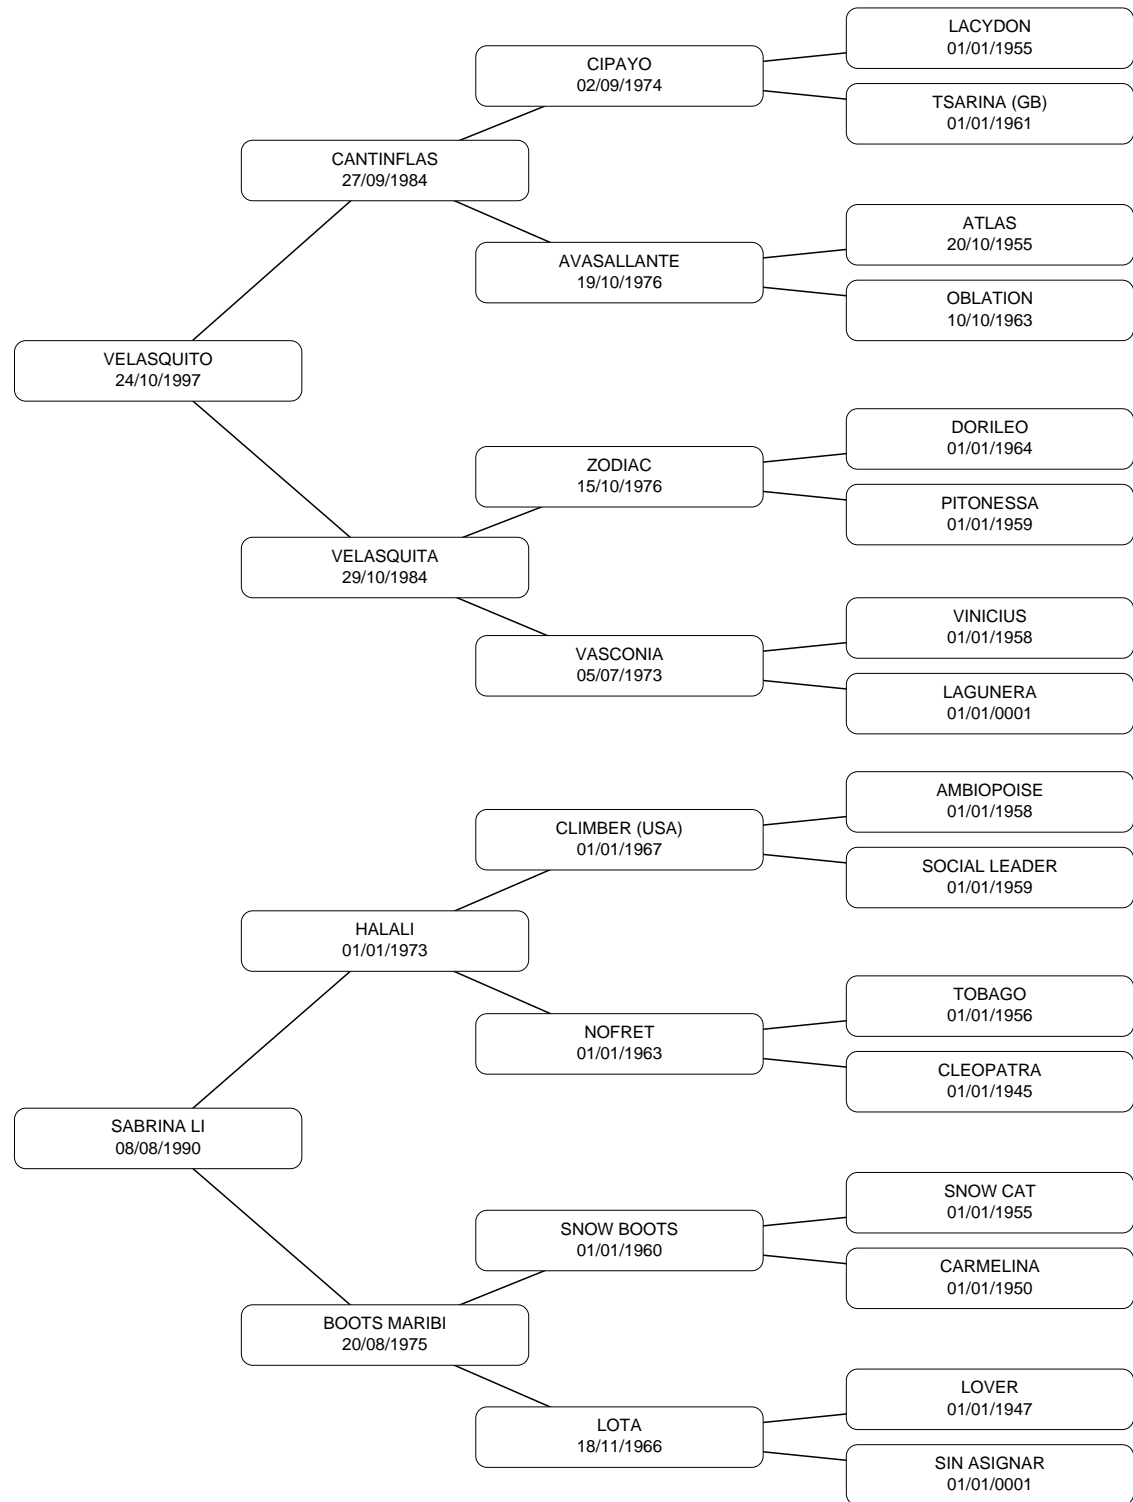 LACYDON
01/01/1955
CIPAYO
02/09/1974
TSARINA (GB)
01/01/1961
CANTINFLAS
27/09/1984
ATLAS
20/10/1955
AVASALLANTE
19/10/1976
OBLATION
10/10/1963
VELASQUITO
24/10/1997
DORILEO
01/01/1964
ZODIAC
15/10/1976
PITONESSA
01/01/1959
VELASQUITA
29/10/1984
VINICIUS
01/01/1958
VASCONIA
05/07/1973
LAGUNERA
01/01/0001
AMBIOPOISE
01/01/1958
CLIMBER (USA)
01/01/1967
SOCIAL LEADER
01/01/1959
HALALI
01/01/1973
TOBAGO
01/01/1956
NOFRET
01/01/1963
CLEOPATRA
01/01/1945
SABRINA LI
08/08/1990
SNOW CAT
01/01/1955
SNOW BOOTS
01/01/1960
CARMELINA
01/01/1950
BOOTS MARIBI
20/08/1975
LOVER
01/01/1947
LOTA
18/11/1966
SIN ASIGNAR
01/01/0001